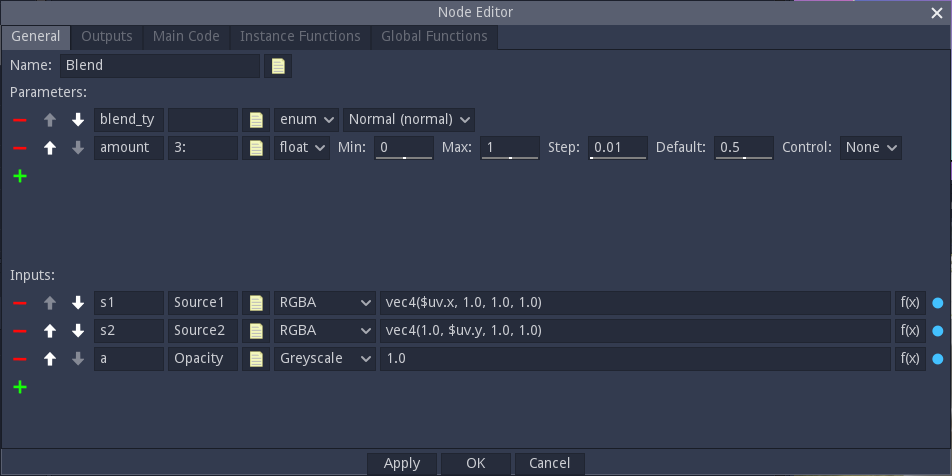 Node Editor
General Outputs Main Code Instance Functions Global Functions
Name: Blend
Parameters:
blend_ty enum Normal (normal)
amount 3: float Min: 0 Max: 1 Step: 0.01 Default: 0.5 Control: None
Inputs:
s1 Source1 RGBA vec4($uv.x, 1.0, 1.0, 1.0) f(x)
s2 Source2 RGBA vec4(1.0, $uv.y, 1.0, 1.0) f(x)
a Opacity Greyscale 1.0 f(x)
Apply OK Cancel